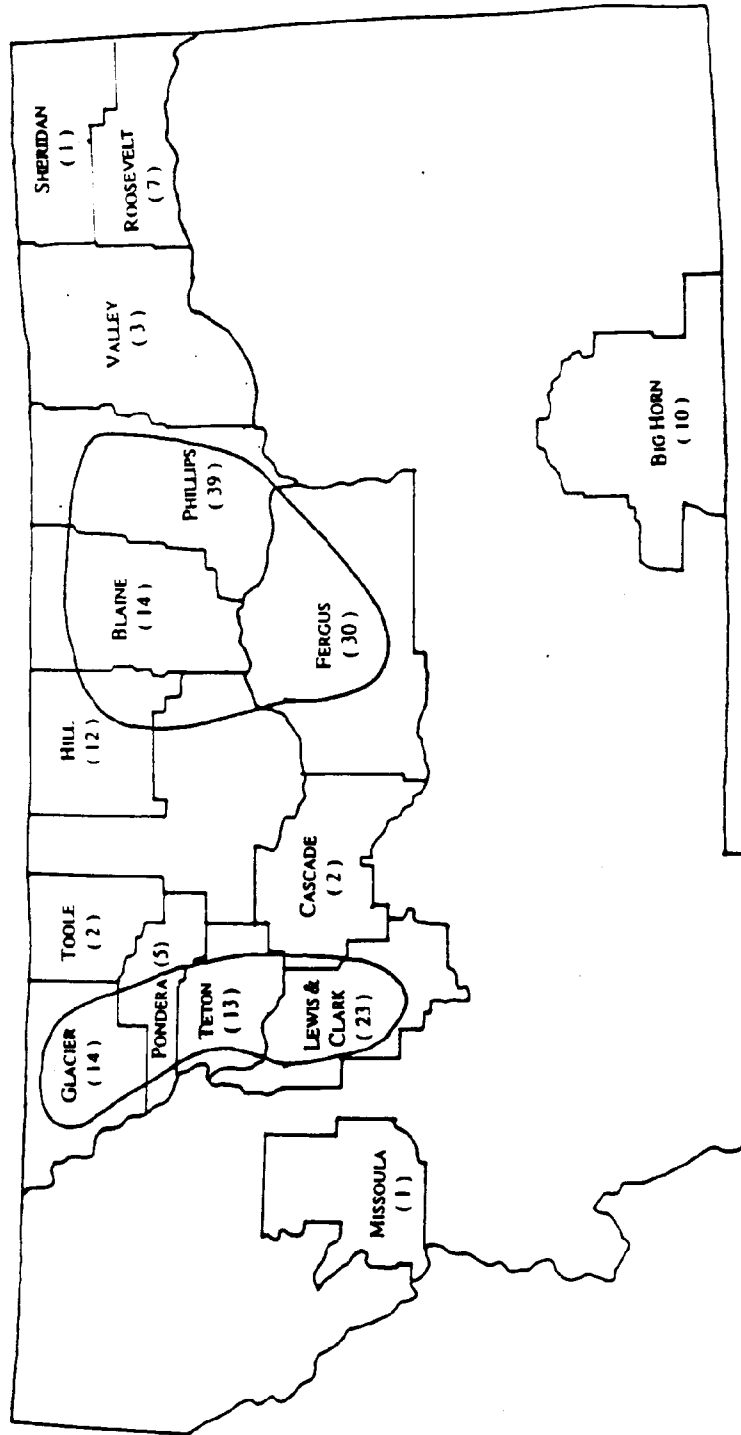 GLACIER
(14)
TOOLE
(2)
HILL
(12)
BLAINE
(14)
PHILLIPS
(39)
VALLEY
(3)
SHERIDAN
(1)
ROOSEVELT
(7)
PONDERA (5)
TETON
(13)
LEWIS &
CLARK
(23)
CASCADE
(2)
FERGUS
(30)
MISSOULA
(1)
BIG HORN
(10)